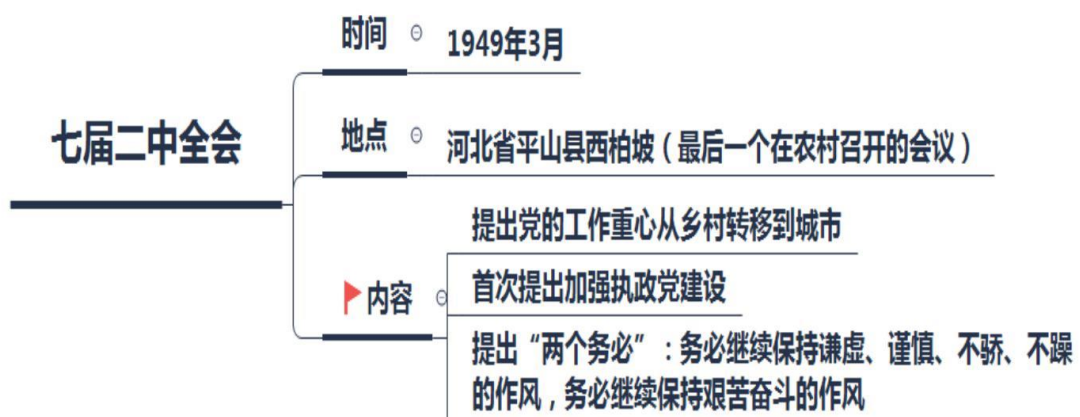 七届二中全会
时间
1949年3月
地点
河北省平山县西柏坡（最后一个在农村召开的会议）
内容
提出党的工作重心从乡村转移到城市
首次提出加强执政党建设
提出“两个务必”：务必继续保持谦虚、谨慎、不骄、不躁
的作风，务必继续保持艰苦奋斗的作风